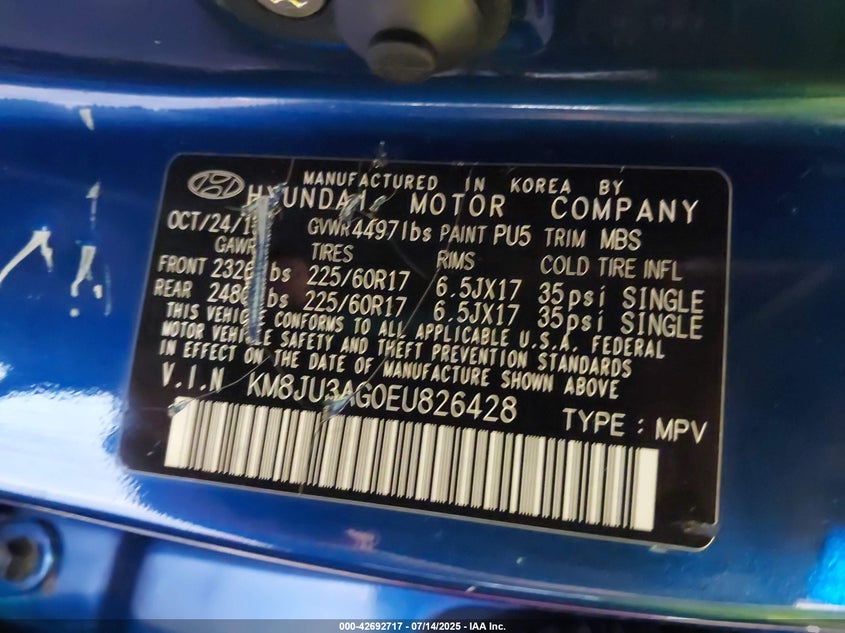 MANUFACTURED IN KOREA BY
HYUNDAI MOTOR COMPANY
GVWR 4497lbs PAINT PU5 TRIM MBS
GAWR TIRES RIMS COLD TIRE INFL
FRONT 225/60R17 6.5JX17 35psi SINGLE
REAR 225/60R17 6.5JX17 35psi SINGLE
THIS VEHICLE CONFORMS TO ALL APPLICABLE U.S.A. FEDERAL
MOTOR VEHICLE SAFETY AND THEFT PREVENTION STANDARDS
IN EFFECT ON THE DATE OF MANUFACTURE SHOWN ABOVE
V.I.N KM8JU3AG0EU826428 TYPE : MPV
000-42692717 - 07/14/2025 - IAA Inc.